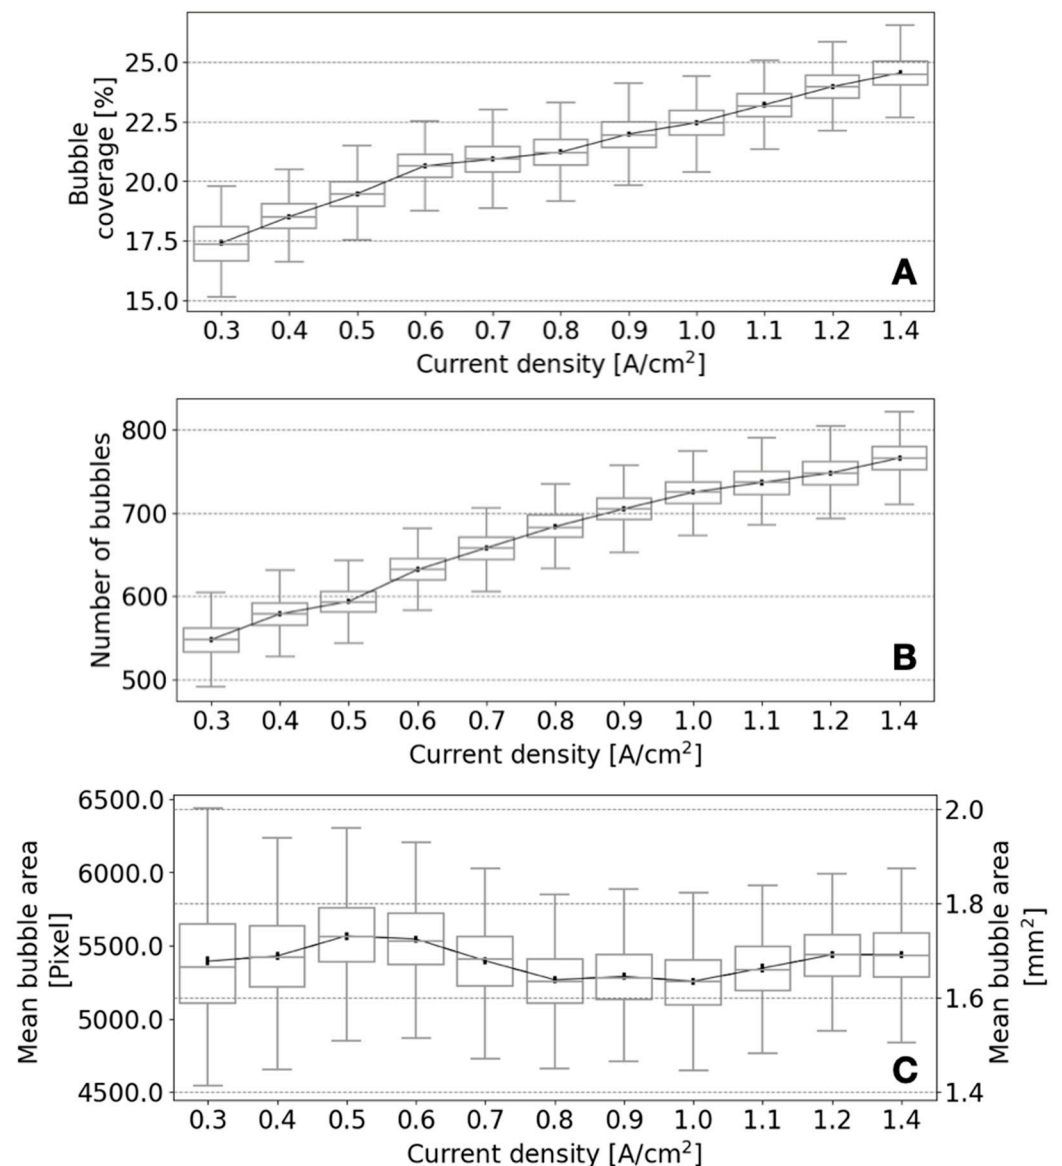 Bubble
coverage [%]
25.0
22.5
20.0
17.5
15.0
A
0.3 0.4 0.5 0.6 0.7 0.8 0.9 1.0 1.1 1.2 1.4
Current density [A/cm²]
Number of bubbles
800
700
600
500
B
0.3 0.4 0.5 0.6 0.7 0.8 0.9 1.0 1.1 1.2 1.4
Current density [A/cm²]
Mean bubble area
[Pixel]
6500.0
6000.0
5500.0
5000.0
4500.0
2.0
1.8
1.6
1.4
Mean bubble area
[mm²]
C
0.3 0.4 0.5 0.6 0.7 0.8 0.9 1.0 1.1 1.2 1.4
Current density [A/cm²]